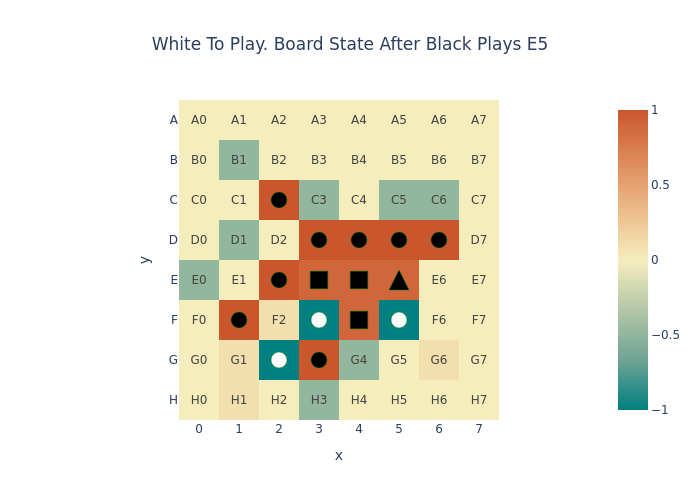 White To Play. Board State After Black Plays E5
A A0 A1 A2 A3 A4 A5 A6 A7
B B0 B1 B2 B3 B4 B5 B6 B7
C C0 C1 C3 C4 C5 C6 C7
D D0 D1 D2 D7
E E0 E1 E6 E7
F F0 F2 F6 F7
G G0 G1 G4 G5 G6 G7
H H0 H1 H2 H3 H4 H5 H6 H7
0 1 2 3 4 5 6 7
x
y
1
0.5
0
−0.5
−1